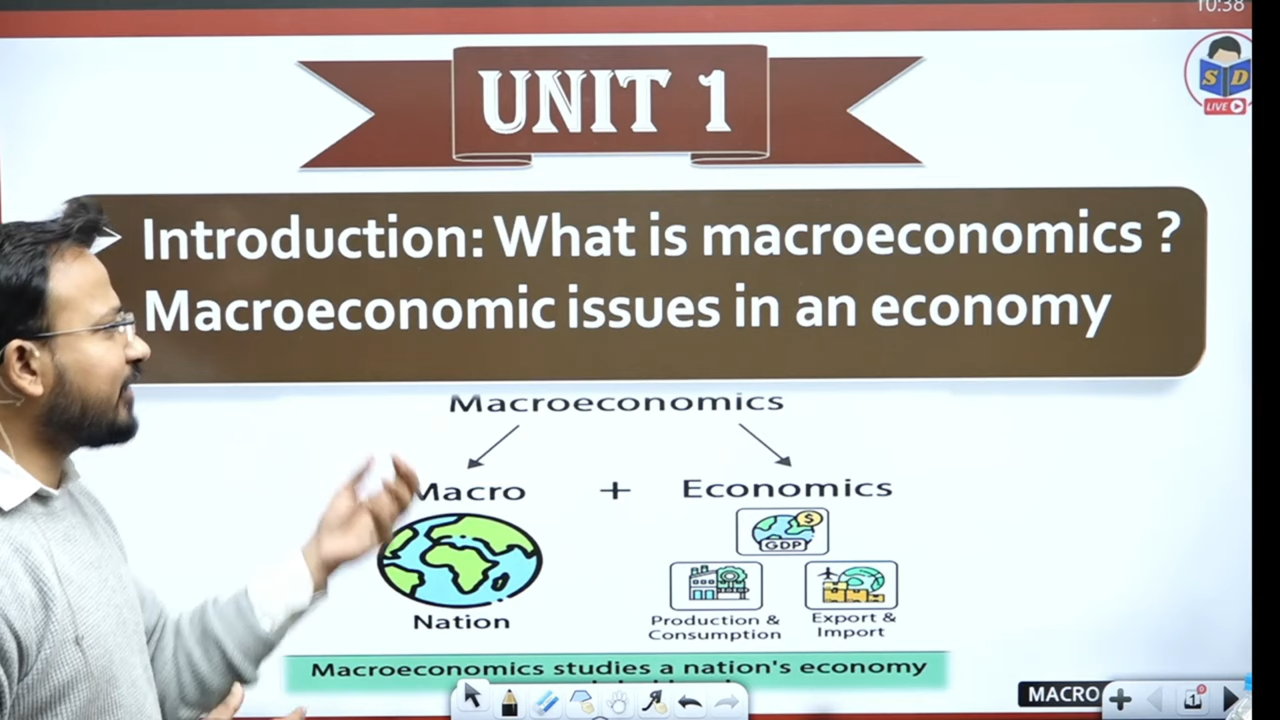 10:38
S D
LIVE
UNIT 1
Introduction: What is macroeconomics ?
Macroeconomic issues in an economy
Macroeconomics
Macro + Economics
$
GDP
Nation
Production &
Consumption
Export &
Import
Macroeconomics studies a nation's economy
MACRO
1